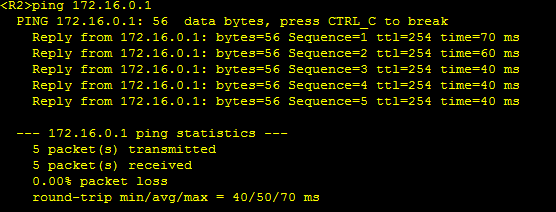 <R2>ping 172.16.0.1
PING 172.16.0.1: 56  data bytes, press CTRL_C to break
Reply from 172.16.0.1: bytes=56 Sequence=1 ttl=254 time=70 ms
Reply from 172.16.0.1: bytes=56 Sequence=2 ttl=254 time=60 ms
Reply from 172.16.0.1: bytes=56 Sequence=3 ttl=254 time=40 ms
Reply from 172.16.0.1: bytes=56 Sequence=4 ttl=254 time=40 ms
Reply from 172.16.0.1: bytes=56 Sequence=5 ttl=254 time=40 ms
--- 172.16.0.1 ping statistics ---
5 packet(s) transmitted
5 packet(s) received
0.00% packet loss
round-trip min/avg/max = 40/50/70 ms